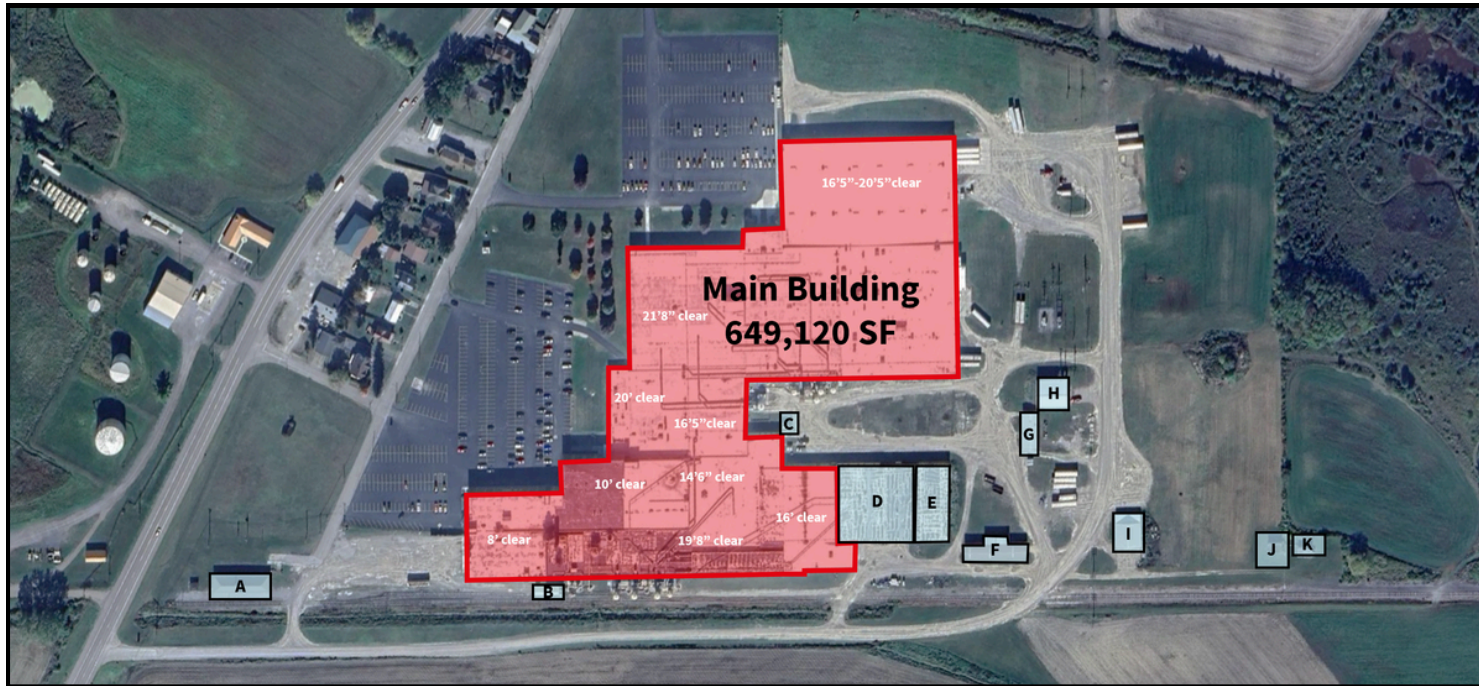 16’5”-20’5”clear
Main Building
649,120 SF
21’8” clear
20’ clear
16’5”clear
14’6” clear
10’ clear
16’ clear
8’ clear
19’8” clear
A
B
C
D
E
F
G
H
I
J
K